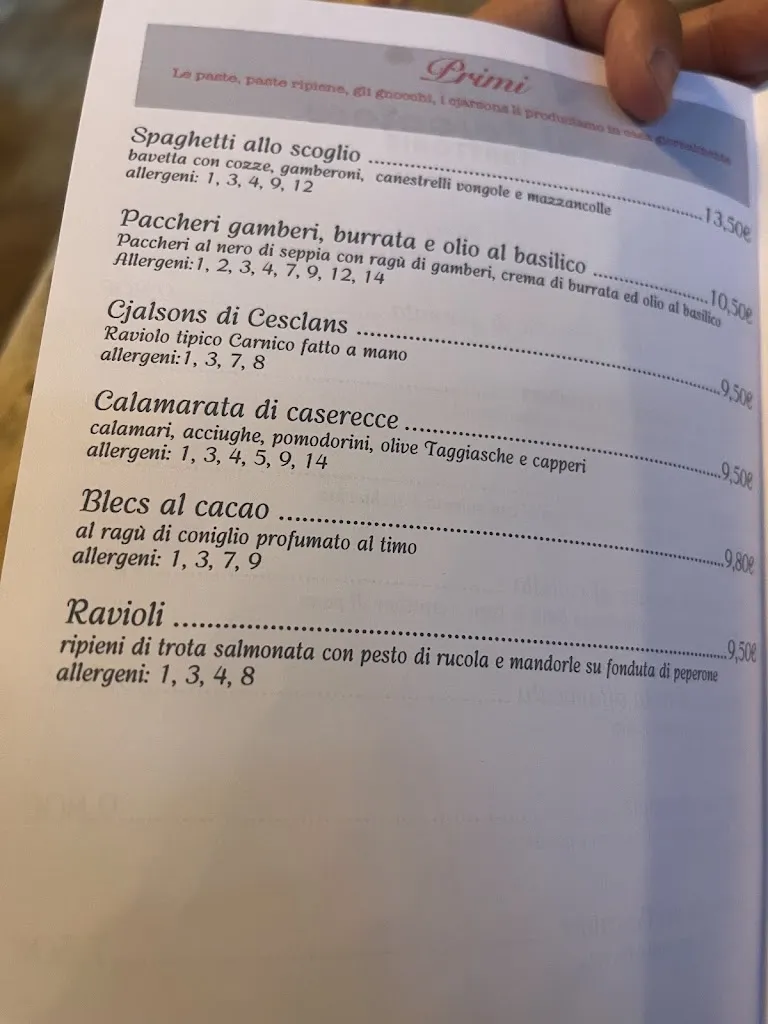 Primi
Le paste, paste ripiene, gli gnocchi, i cjarsons li produciamo in casa giornalmente
Spaghetti allo scoglio ........................................13,50€
bavetta con cozze, gamberoni, canestrelli vongole e mazzancolle
allergeni: 1, 3, 4, 9, 12
Paccheri gamberi, burrata e olio al basilico ....................10,50€
Paccheri al nero di seppia con ragù di gamberi, crema di burrata ed olio al basilico
Allergeni:1, 2, 3, 4, 7, 9, 12, 14
Cjalsons di Cesclans ........................................9,50€
Raviolo tipico Carnico fatto a mano
allergeni:1, 3, 7, 8
Calamarata di caserecce ........................................9,50€
calamari, acciughe, pomodorini, olive Taggiasche e capperi
allergeni: 1, 3, 4, 5, 9, 14
Blecs al cacao ........................................9,80€
al ragù di coniglio profumato al timo
allergeni: 1, 3, 7, 9
Ravioli ........................................9,50€
ripieni di trota salmonata con pesto di rucola e mandorle su fonduta di peperone
allergeni: 1, 3, 4, 8